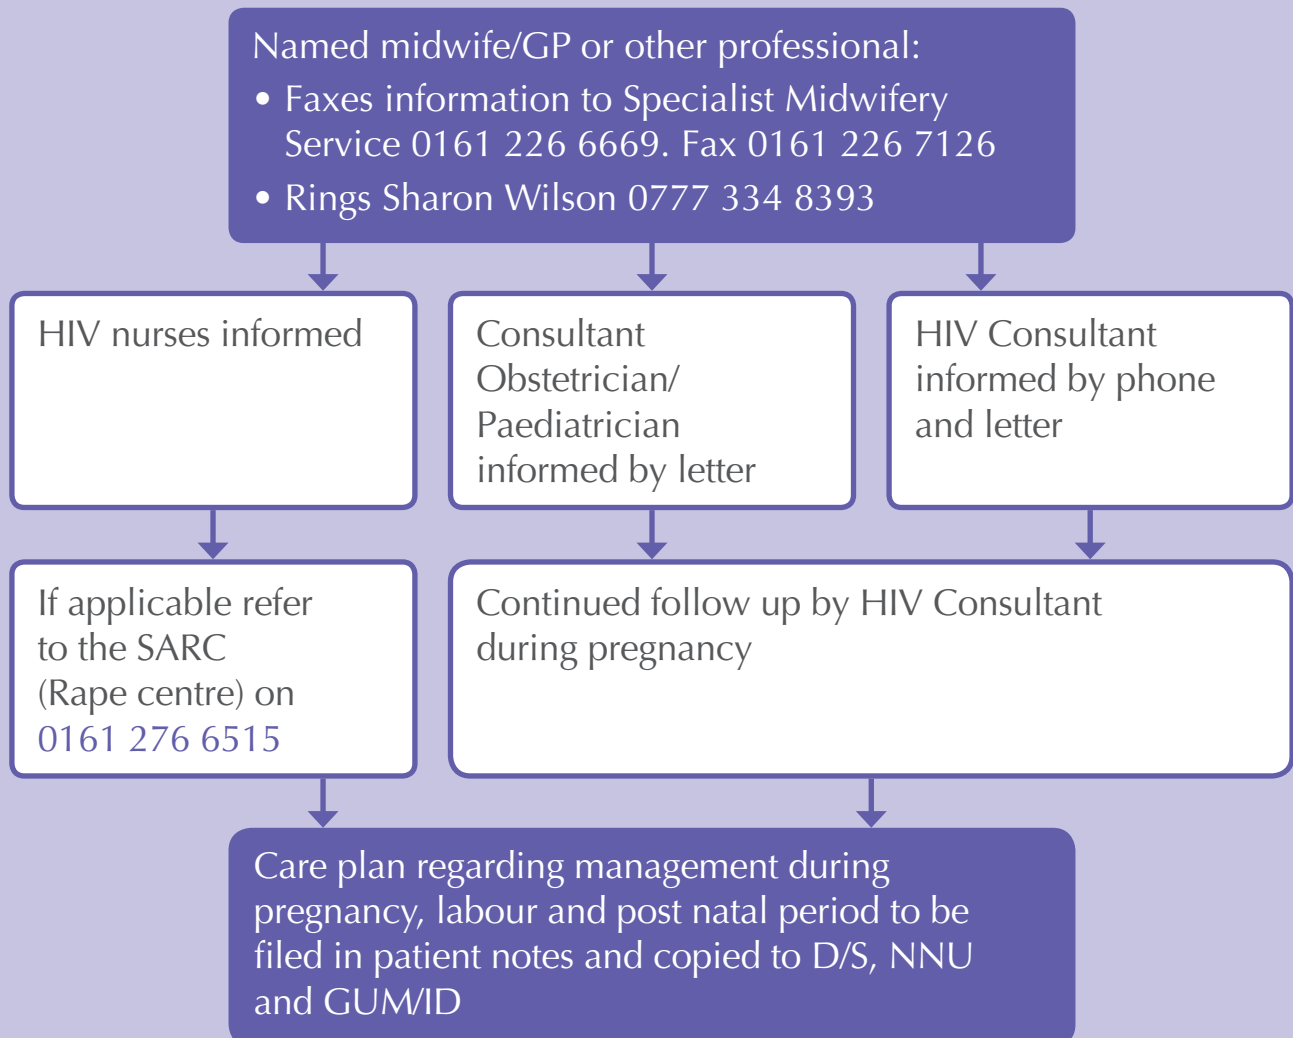 Named midwife/GP or other professional:
• Faxes information to Specialist Midwifery
Service 0161 226 6669. Fax 0161 226 7126
• Rings Sharon Wilson 0777 334 8393
HIV nurses informed
Consultant
Obstetrician/
Paediatrician
informed by letter
HIV Consultant
informed by phone
and letter
If applicable refer
to the SARC
(Rape centre) on
0161 276 6515
Continued follow up by HIV Consultant
during pregnancy
Care plan regarding management during
pregnancy, labour and post natal period to be
filed in patient notes and copied to D/S, NNU
and GUM/ID